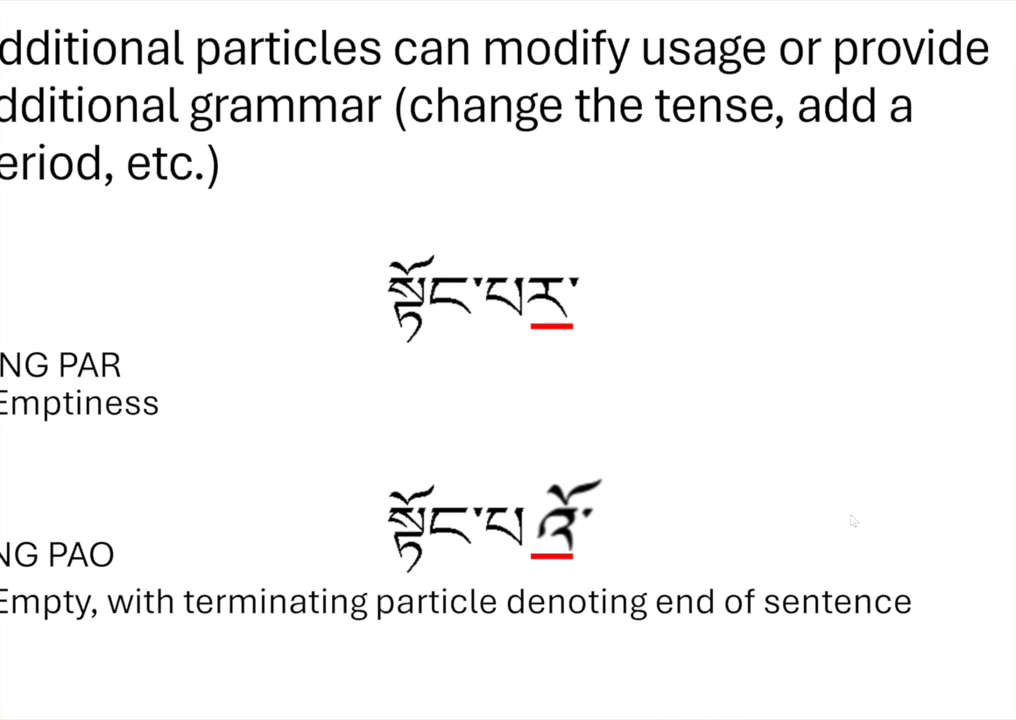 dditional particles can modify usage or provide
dditional grammar (change the tense, add a
eriod, etc.)
སྟོང་པར་
NG PAR
Emptiness
སྟོང་པའོ་
NG PAO
Empty, with terminating particle denoting end of sentence